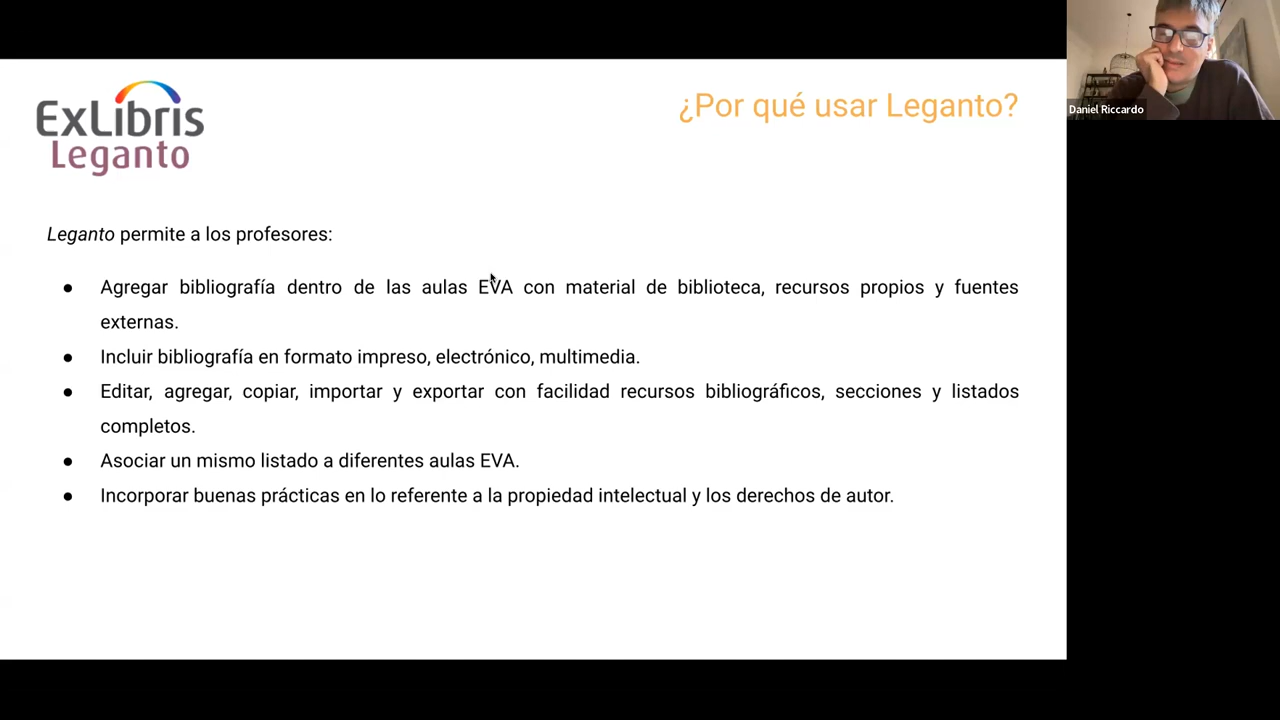 ExLibris
Leganto
¿Por qué usar Leganto?
Daniel Riccardo
Leganto permite a los profesores:
● Agregar bibliografía dentro de las aulas EVA con material de biblioteca, recursos propios y fuentes
externas.
● Incluir bibliografía en formato impreso, electrónico, multimedia.
● Editar, agregar, copiar, importar y exportar con facilidad recursos bibliográficos, secciones y listados
completos.
● Asociar un mismo listado a diferentes aulas EVA.
● Incorporar buenas prácticas en lo referente a la propiedad intelectual y los derechos de autor.